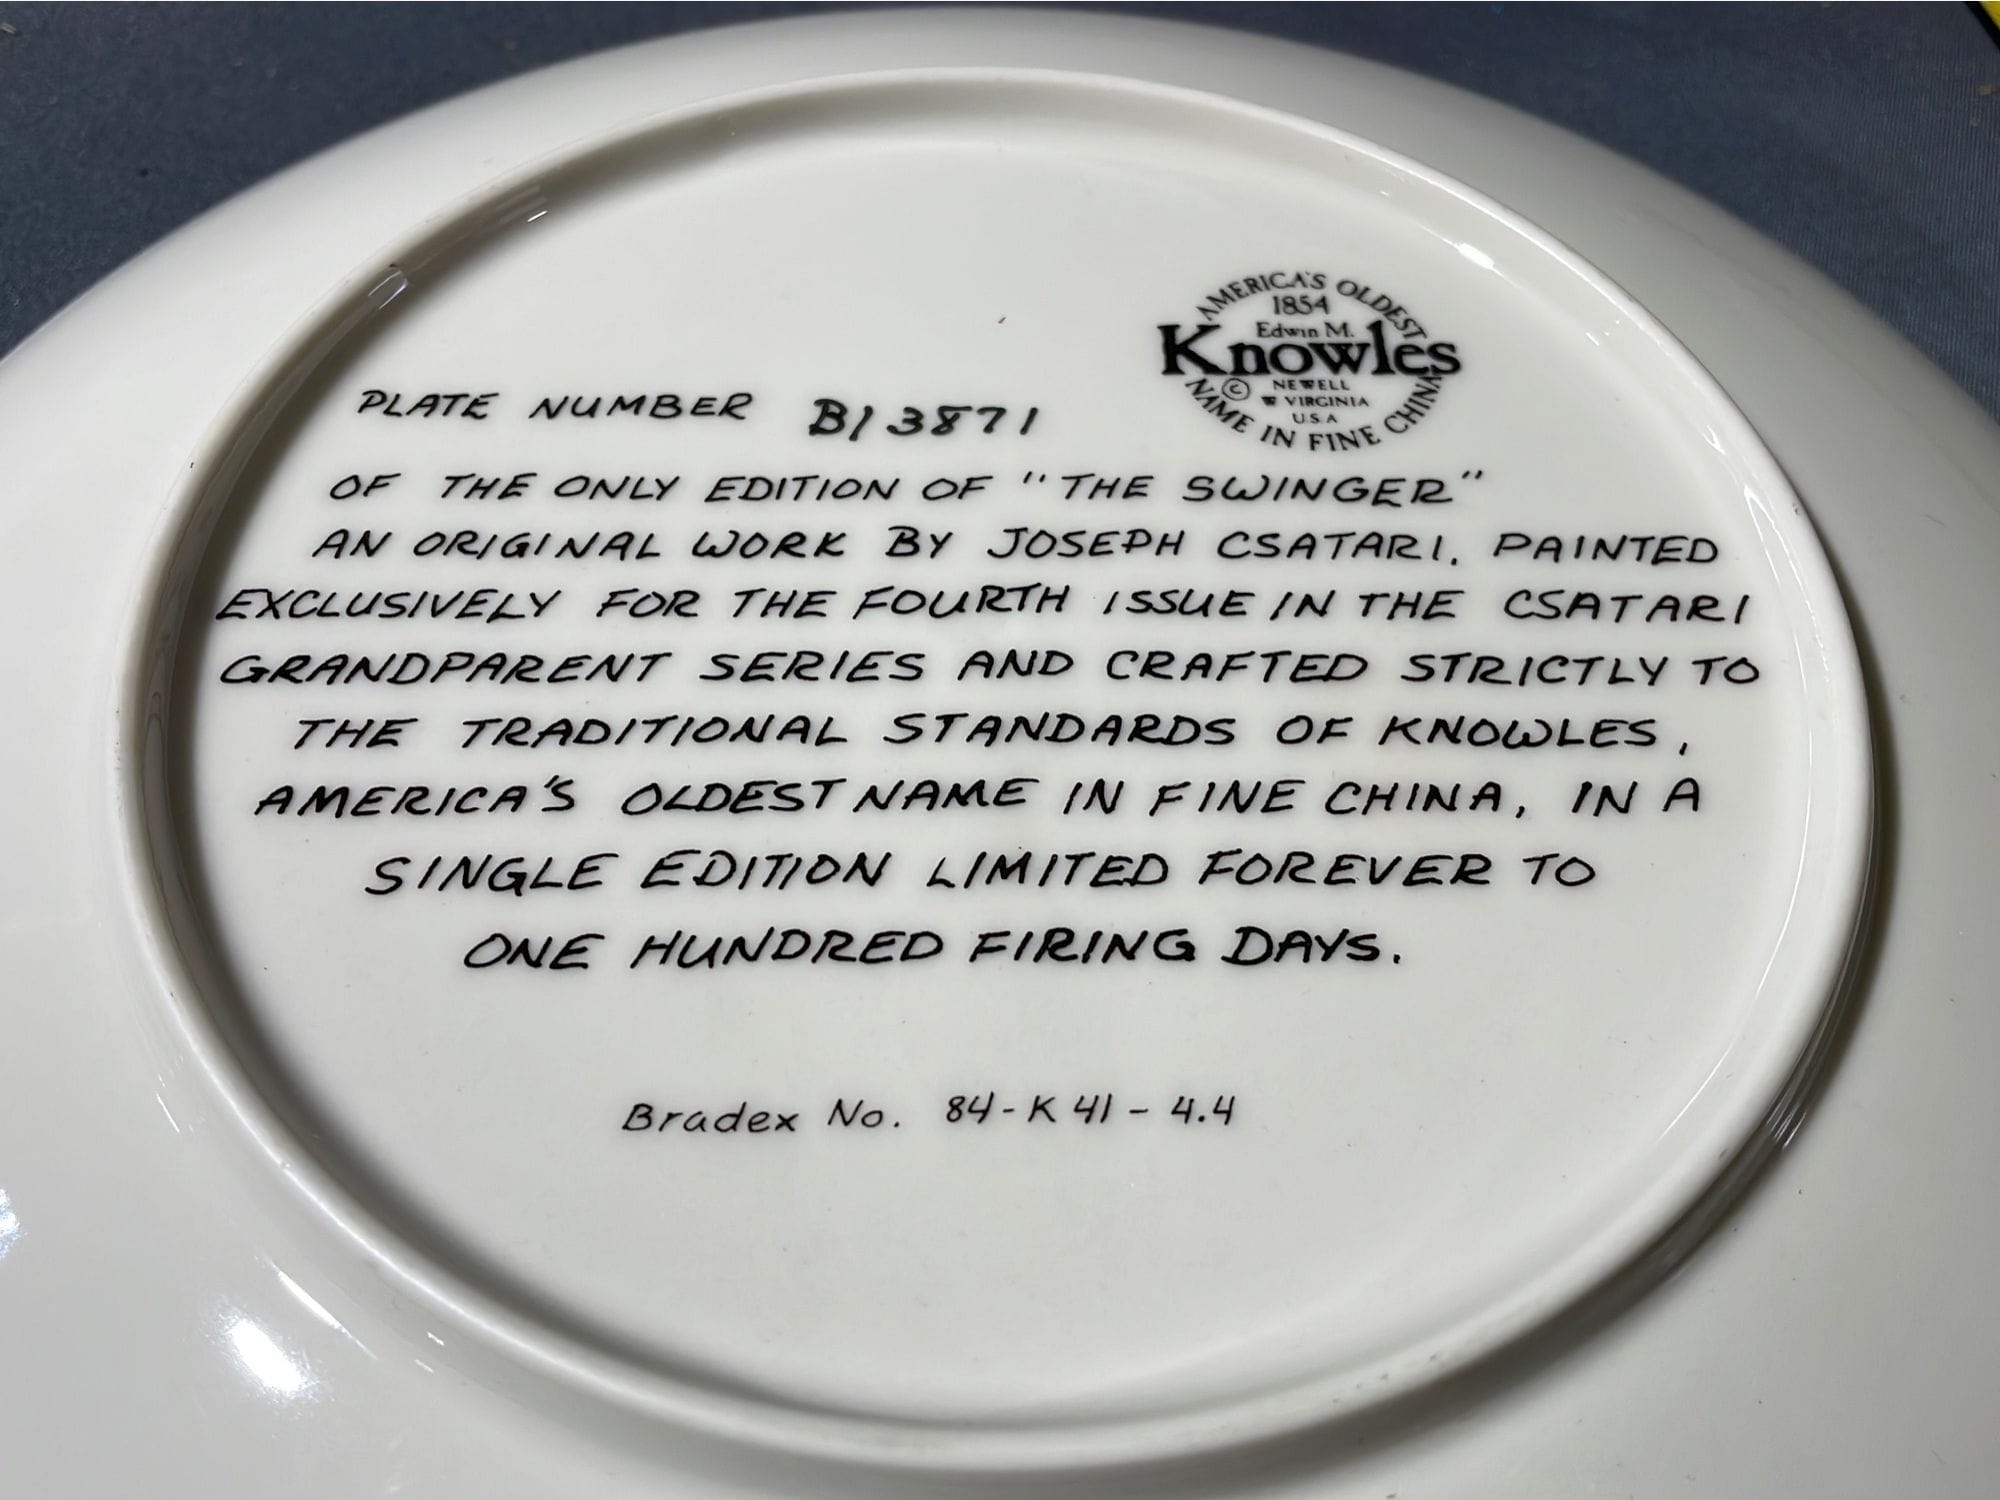 AMERICA'S OLDEST
1854
Edwin M.
Knowles
© NEWELL
W VIRGINIA
U.S.A
NAME IN FINE CHINA
PLATE NUMBER B13871
OF THE ONLY EDITION OF "THE SWINGER"
AN ORIGINAL WORK BY JOSEPH CSATARI. PAINTED
EXCLUSIVELY FOR THE FOURTH ISSUE IN THE CSATARI
GRANDPARENT SERIES AND CRAFTED STRICTLY TO
THE TRADITIONAL STANDARDS OF KNOWLES,
AMERICA'S OLDEST NAME IN FINE CHINA, IN A
SINGLE EDITION LIMITED FOREVER TO
ONE HUNDRED FIRING DAYS.
Bradex No. 84-K41-4.4